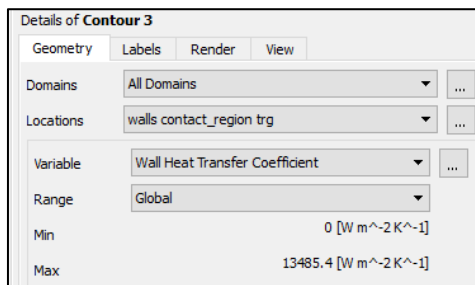 Details of Contour 3
Geometry Labels Render View
Domains All Domains ...
Locations walls contact_region trg ...
Variable Wall Heat Transfer Coefficient ...
Range Global
Min 0 [W m^-2 K^-1]
Max 13485.4 [W m^-2 K^-1]